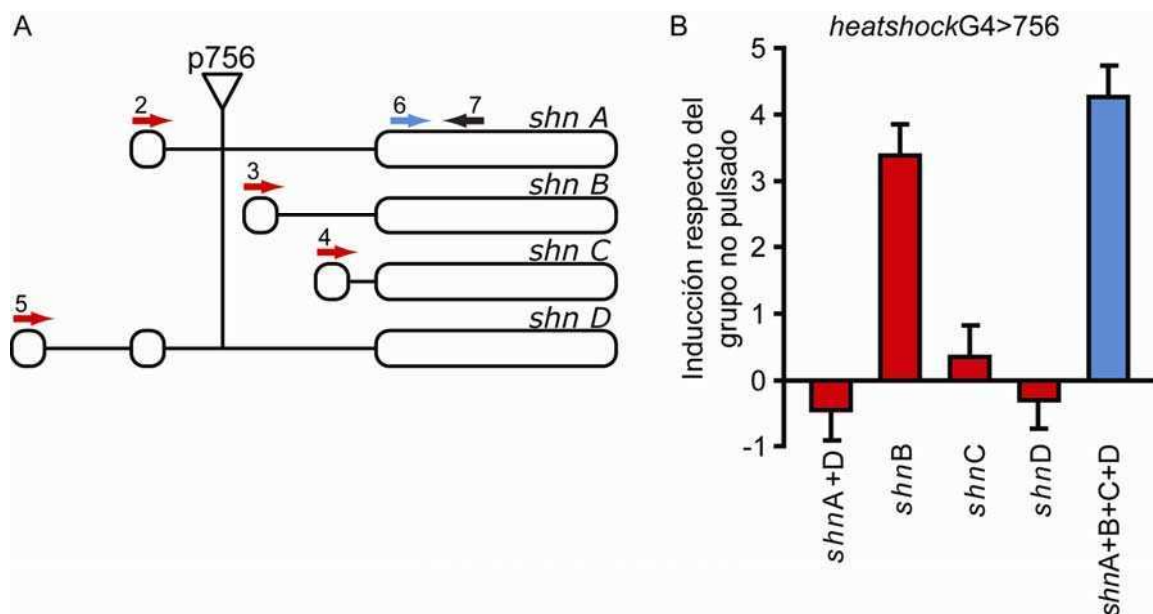 A
p756
2
6
7
shn A
3
shn B
4
shn C
5
shn D
B
heatshockG4>756
Inducción respecto del
grupo no pulsado
5
4
3
2
1
0
-1
shnA+D
shnB
shnC
shnD
shnA+B+C+D